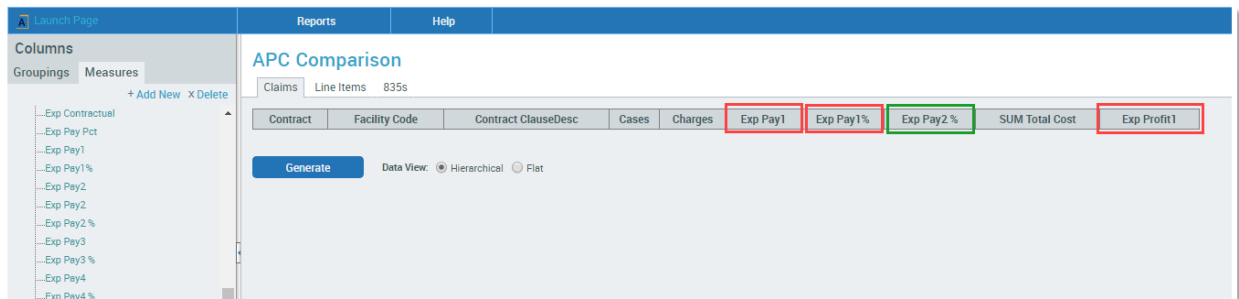 A Launch Page Reports Help
Columns
Groupings Measures
+ Add New X Delete
Exp Contractual
Exp Pay Pct
Exp Pay1
Exp Pay1%
Exp Pay2
Exp Pay2
Exp Pay2 %
Exp Pay3
Exp Pay3 %
Exp Pay4
Exp Pay4 %
APC Comparison
Claims Line Items 835s
Contract Facility Code Contract ClauseDesc Cases Charges Exp Pay1 Exp Pay1% Exp Pay2 % SUM Total Cost Exp Profit1
Generate Data View: Hierarchical Flat